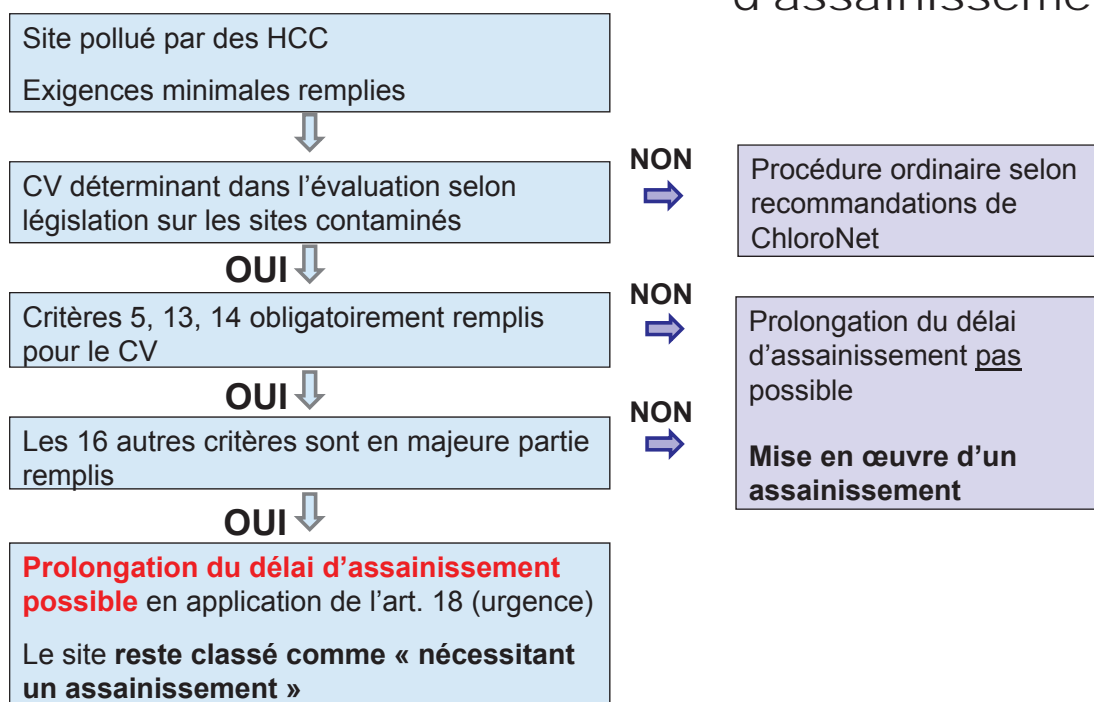 d'assainisseme
Site pollué par des HCC
Exigences minimales remplies
CV déterminant dans l'évaluation selon
législation sur les sites contaminés
NON
Procédure ordinaire selon
recommandations de
ChloroNet
OUI
Critères 5, 13, 14 obligatoirement remplis
pour le CV
NON
Prolongation du délai
d'assainissement pas
possible
Mise en œuvre d'un
assainissement
OUI
Les 16 autres critères sont en majeure partie
remplis
NON
OUI
Prolongation du délai d'assainissement
possible en application de l'art. 18 (urgence)
Le site reste classé comme « nécessitant
un assainissement »